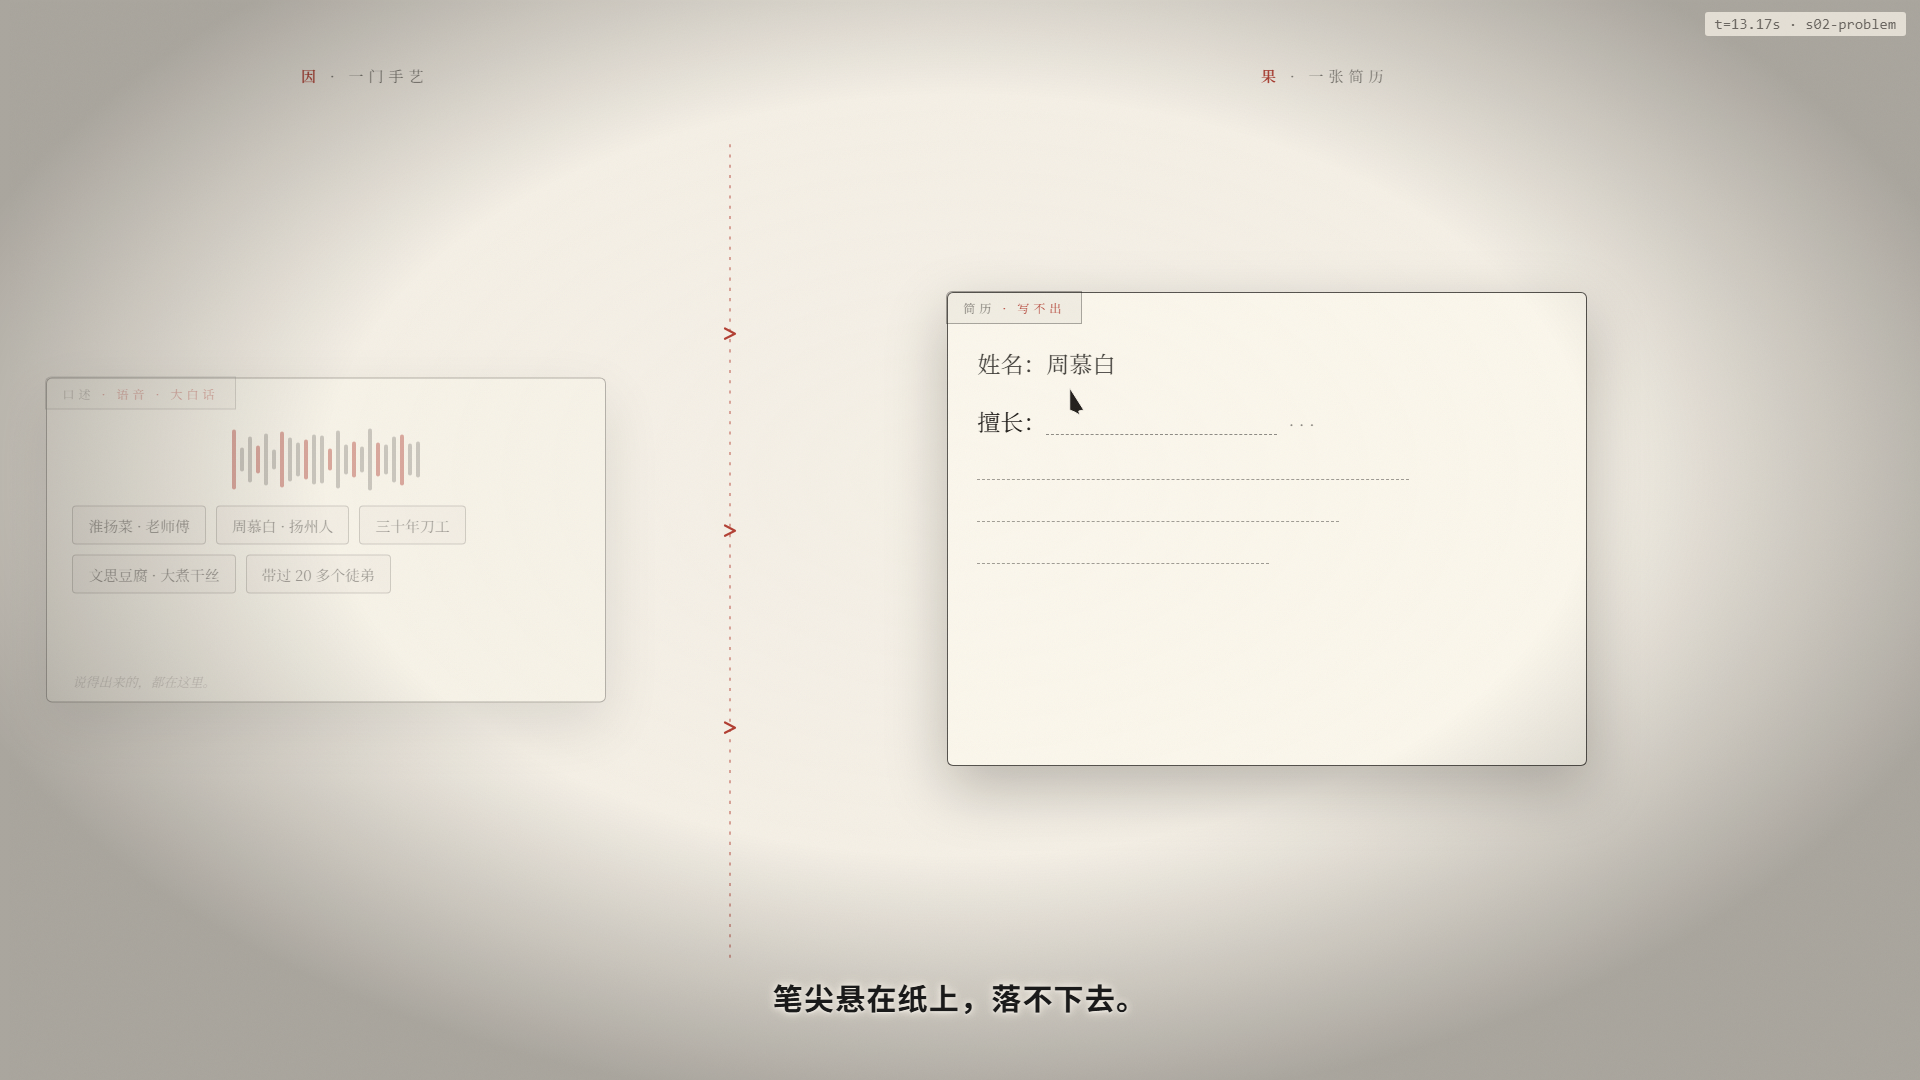 t=13.17s · s02-problem
因 · 一门手艺
果 · 一张简历
口述 · 语音 · 大白话
淮扬菜 · 老师傅
周慕白 · 扬州人
三十年刀工
文思豆腐 · 大煮干丝
带过 20 多个徒弟
说得出来的，都在这里。
>
>
>
简历 · 写不出
姓名：周慕白
擅长： ···
笔尖悬在纸上，落不下去。